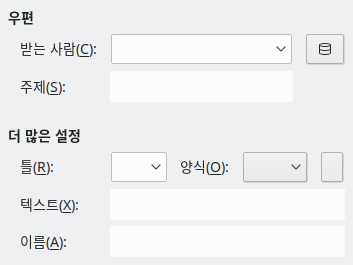 우편
받는 사람(C):
주제(S):
더 많은 설정
틀(R): 양식(O):
텍스트(X):
이름(A):